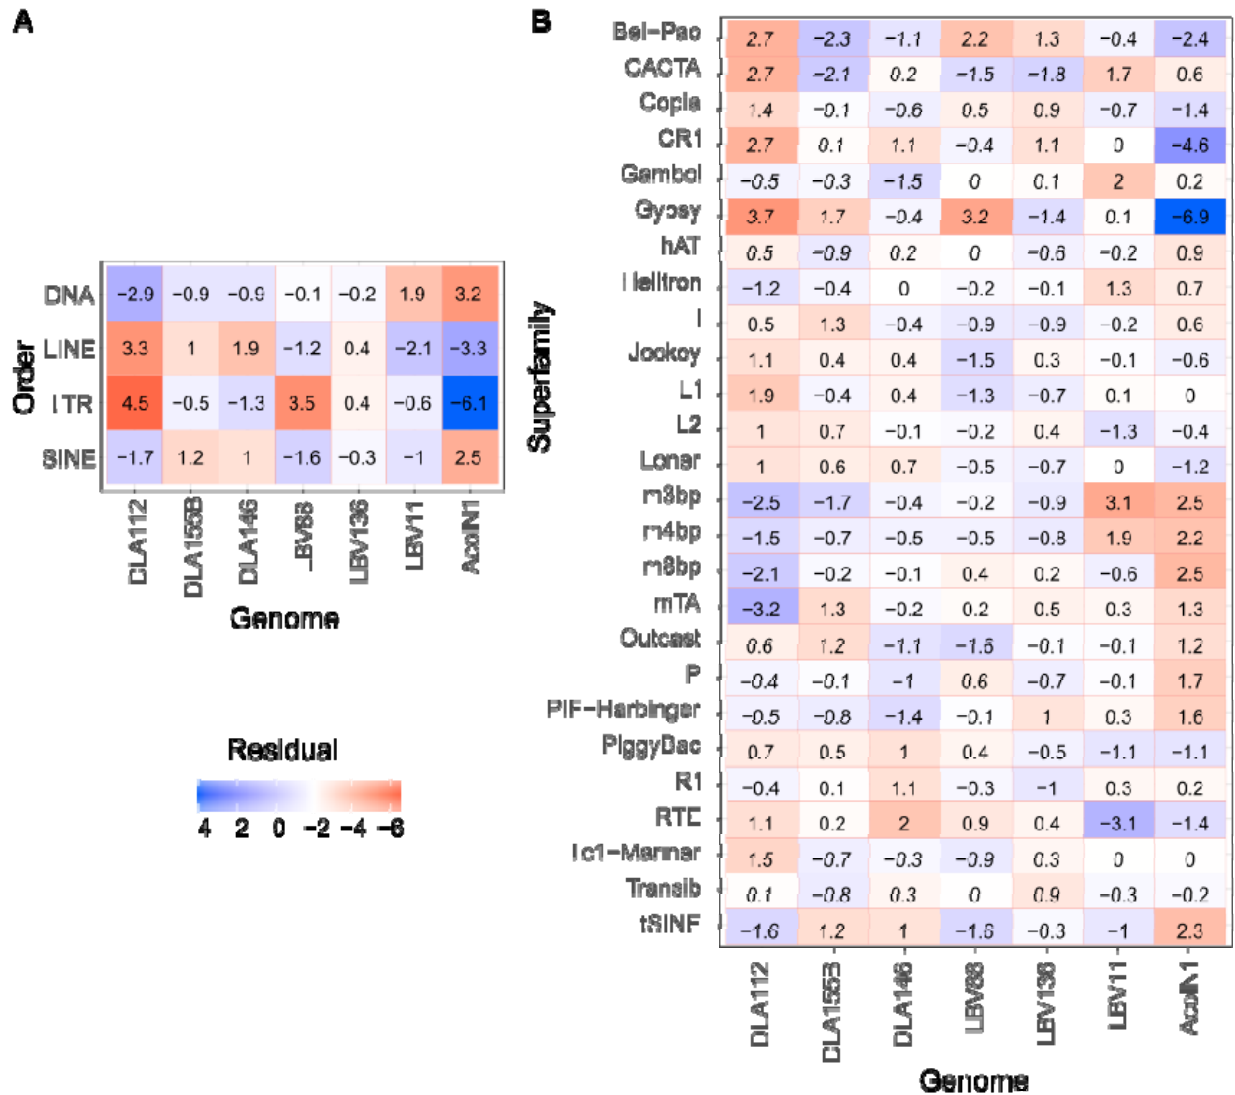 A
DNA −2.9 −0.9 −0.9 −0.1 −0.2 1.9 3.2
LINE 3.3 1 1.9 −1.2 0.4 −2.1 −3.3
LTR 4.5 −0.5 −1.3 3.5 0.4 −0.6 −6.1
SINE −1.7 1.2 1 −1.6 −0.3 −1 2.5
Order
DLA112 DLA155B DLA146 LBV88 LBV136 LBV11 AcolN1
Genome
Residual
4 2 0 −2 −4 −6
B
Bel−Pao 2.7 −2.3 −1.1 2.2 1.3 −0.4 −2.4
CACTA 2.7 −2.1 0.2 −1.5 −1.8 1.7 0.6
Copia 1.4 −0.1 −0.6 0.5 0.9 −0.7 −1.4
CR1 2.7 0.1 1.1 −0.4 1.1 0 −4.6
Gambol −0.5 −0.3 −1.5 0 0.1 2 0.2
Gypsy 3.7 1.7 −0.4 3.2 −1.4 0.1 −6.9
hAT 0.5 −0.9 0.2 0 −0.6 −0.2 0.9
Helitron −1.2 −0.4 0 −0.2 −0.1 1.3 0.7
I 0.5 1.3 −0.4 −0.9 −0.9 −0.2 0.6
Jockey 1.1 0.4 0.4 −1.5 0.3 −0.1 −0.6
L1 1.9 −0.4 0.4 −1.3 −0.7 0.1 0
L2 1 0.7 −0.1 −0.2 0.4 −1.3 −0.4
Loner 1 0.6 0.7 −0.5 −0.7 0 −1.2
m3bp −2.5 −1.7 −0.4 −0.2 −0.9 3.1 2.5
m4bp −1.5 −0.7 −0.5 −0.5 −0.8 1.9 2.2
m8bp −2.1 −0.2 −0.1 0.4 0.2 −0.6 2.5
mTA −3.2 1.3 −0.2 0.2 0.5 0.3 1.3
Outcast 0.6 1.2 −1.1 −1.6 −0.1 −0.1 1.2
P −0.4 −0.1 −1 0.6 −0.7 −0.1 1.7
PIF−Harbinger −0.5 −0.8 −1.4 −0.1 1 0.3 1.6
PiggyBac 0.7 0.5 1 0.4 −0.5 −1.1 −1.1
R1 −0.4 0.1 1.1 −0.3 −1 0.3 0.2
RTE 1.1 0.2 2 0.9 0.4 −3.1 −1.4
Tc1−Mariner 1.5 −0.7 −0.3 −0.9 0.3 0 0
Transib 0.1 −0.8 0.3 0 0.9 −0.3 −0.2
tSINE −1.6 1.2 1 −1.6 −0.3 −1 2.3
Superfamily
DLA112 DLA155B DLA146 LBV88 LBV136 LBV11 AcolN1
Genome